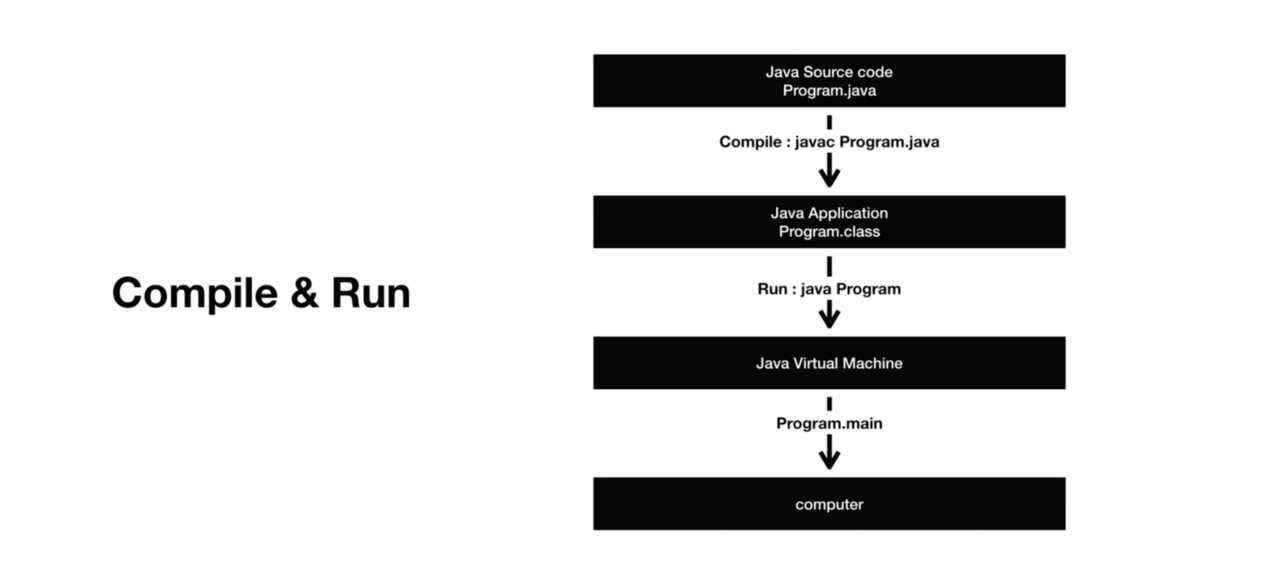 Compile & Run
Java Source code
Program.java
Compile : javac Program.java
Java Application
Program.class
Run : java Program
Java Virtual Machine
Program.main
computer